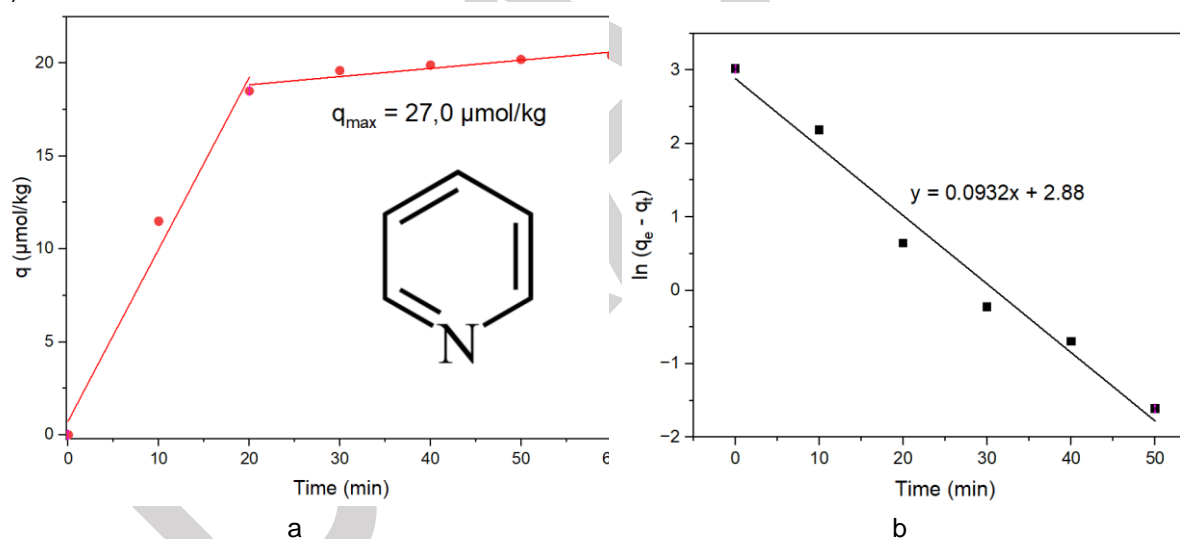 20
15
10
5
0
q (μmol/kg)
q_max = 27,0 μmol/kg
N
0 10 20 30 40 50 6
Time (min)
a
3
2
1
0
−1
−2
ln (q_e - q_t)
y = 0.0932x + 2.88
0 10 20 30 40 50
Time (min)
b